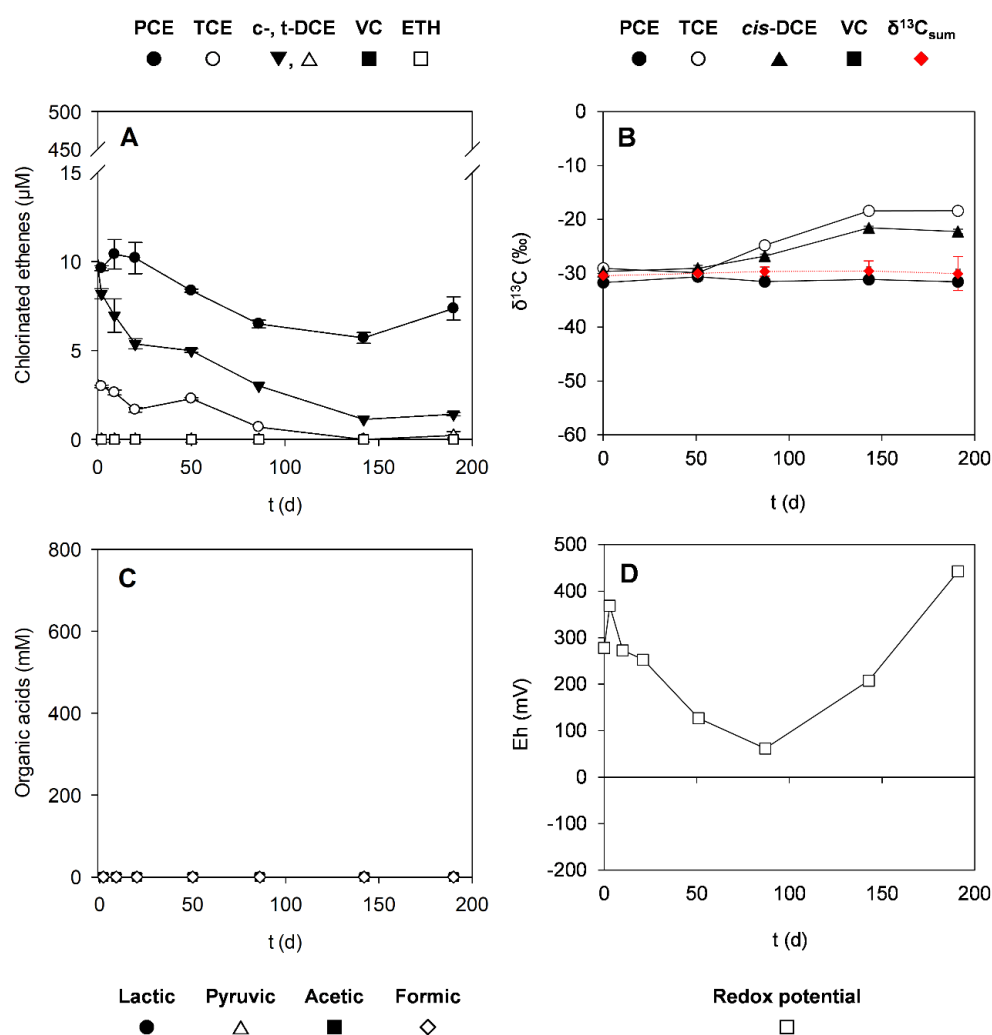 PCE TCE c-, t-DCE VC ETH
,
PCE TCE cis-DCE VC δ13Csum
A
500
450
15
10
5
0
Chlorinated ethenes (µM)
0 50 100 150 200
t (d)
B
0
-10
-20
-30
-40
-50
-60
δ13C (‰)
0 50 100 150 200
t (d)
C
800
600
400
200
0
Organic acids (mM)
0 50 100 150 200
t (d)
D
500
400
300
200
100
0
-100
-200
Eh (mV)
0 50 100 150 200
t (d)
Lactic Pyruvic Acetic Formic
Redox potential